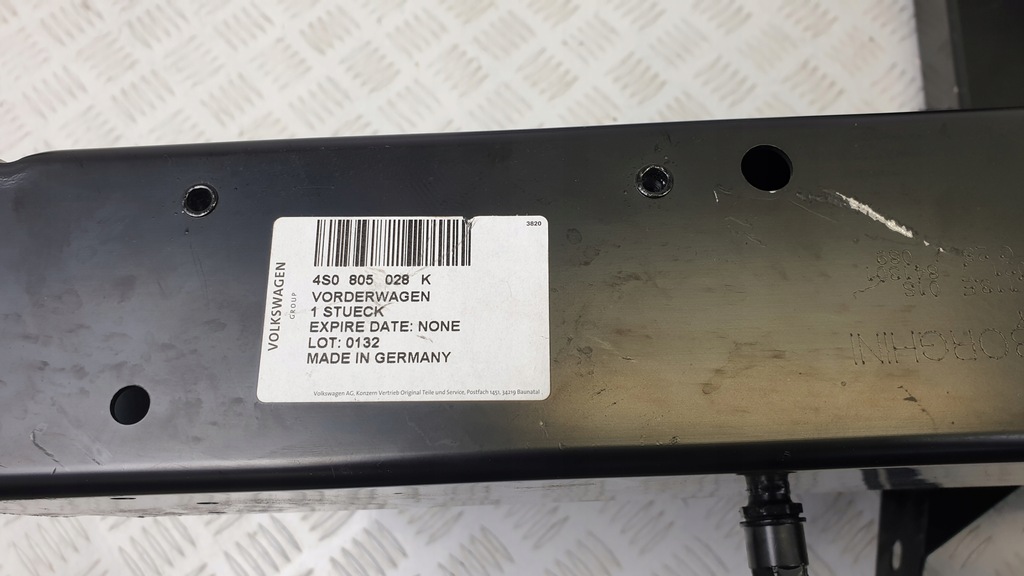 3820
VOLKSWAGEN
GROUP
4S0 805 028 K
VORDERWAGEN
1 STUECK
EXPIRE DATE: NONE
LOT: 0132
MADE IN GERMANY
Volkswagen AG, Konzern Vertrieb Original Teile und Service, Postfach 1451, 34219 Baunatal